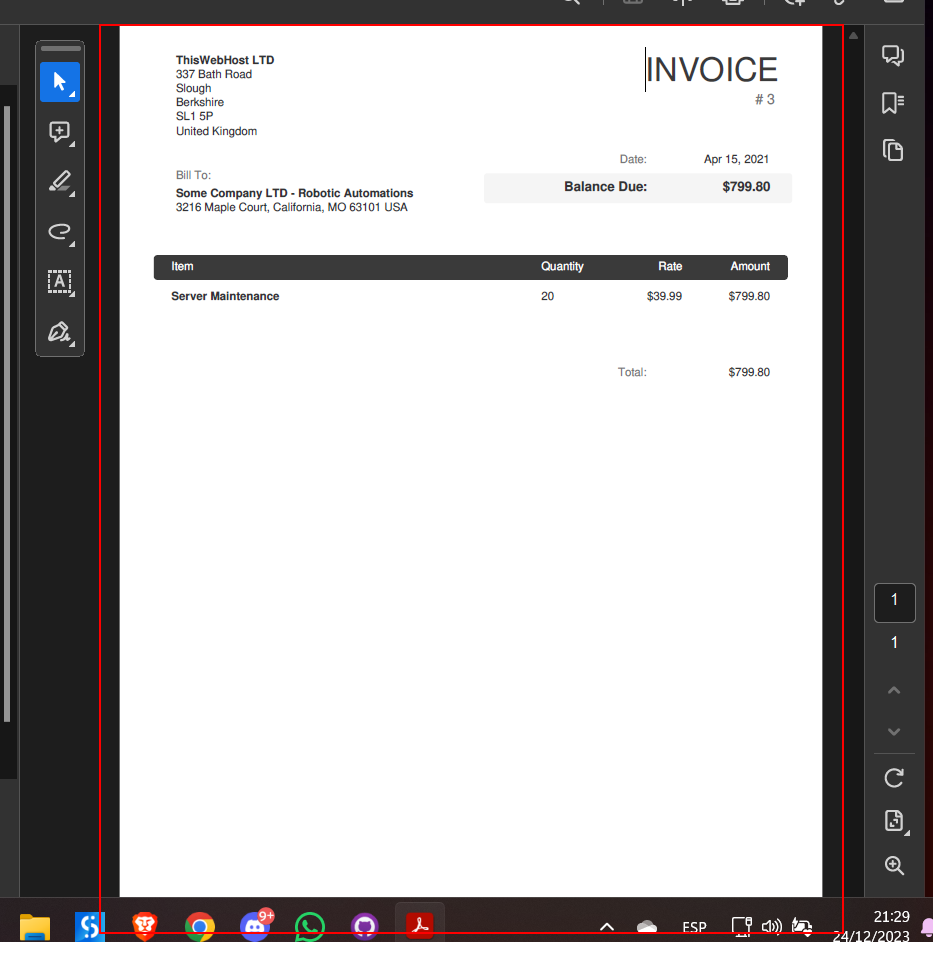 ThisWebHost LTD
337 Bath Road
Slough
Berkshire
SL1 5P
United Kingdom
INVOICE
# 3
Date: Apr 15, 2021
Balance Due: $799.80
Bill To:
Some Company LTD - Robotic Automations
3216 Maple Court, California, MO 63101 USA
Item Quantity Rate Amount
Server Maintenance 20 $39.99 $799.80
Total: $799.80
A
1
1
9+
ESP
21:29
24/12/2023